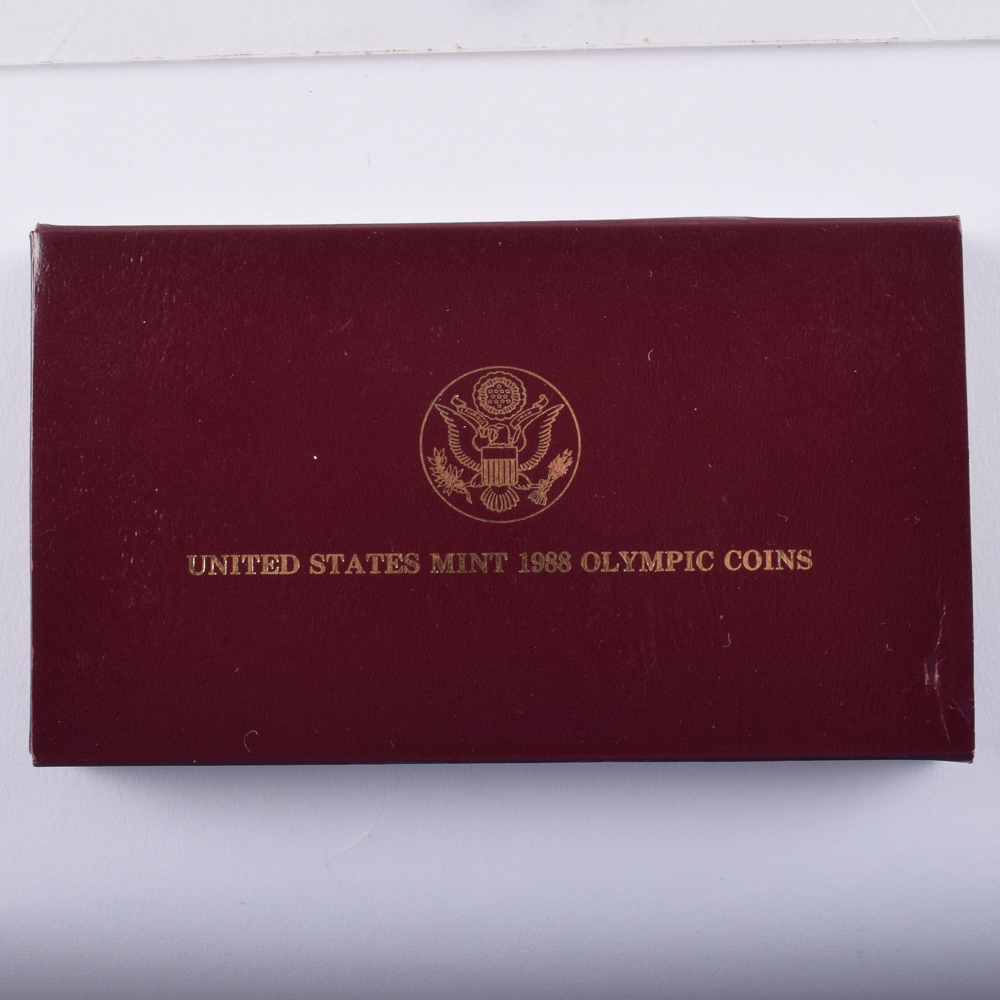 UNITED STATES MINT 1988 OLYMPIC COINS